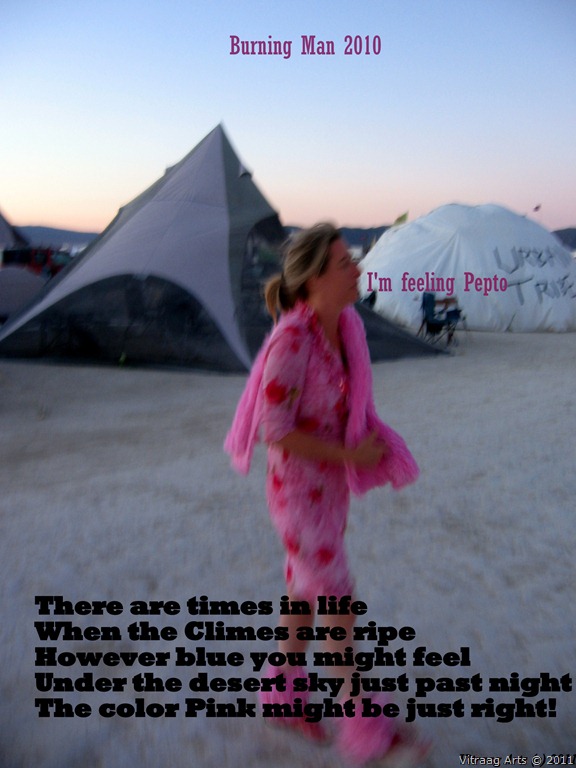 Burning Man 2010
URBAN
TRIBE
I'm feeling Pepto
There are times in life
When the Climes are ripe
However blue you might feel
Under the desert sky just past night
The color Pink might be just right!
Vitraag Arts © 2011